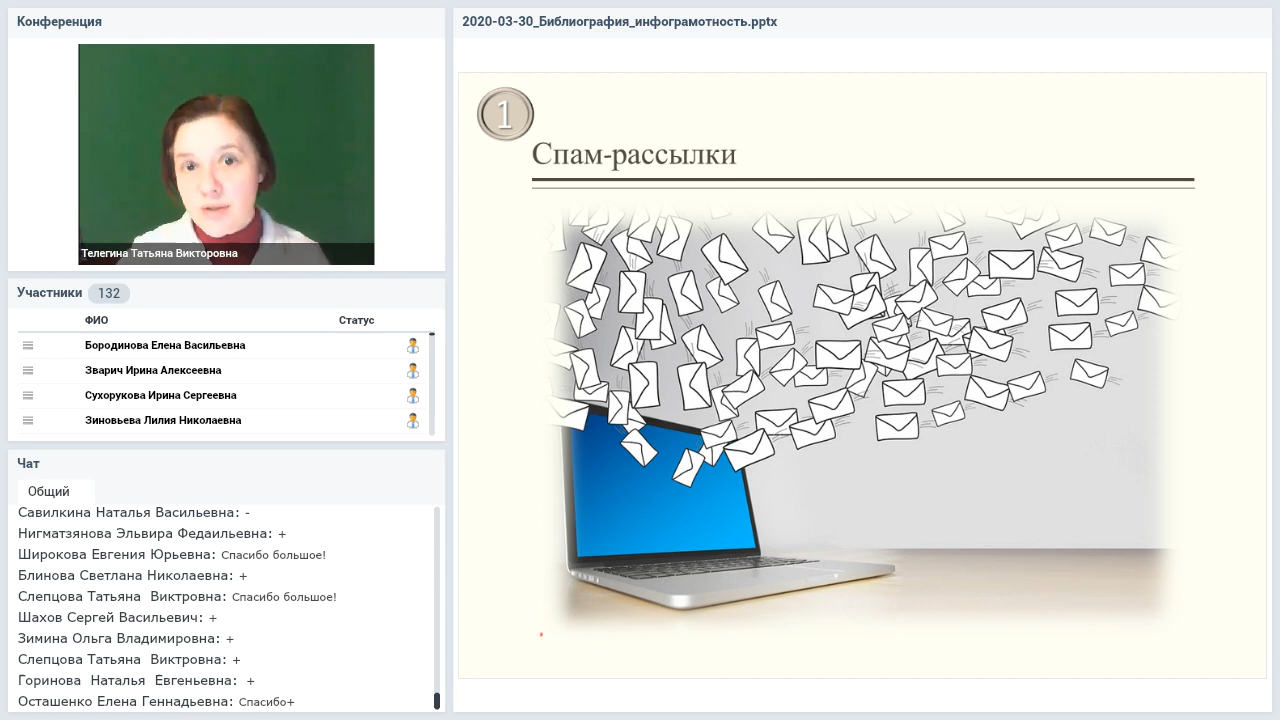 Конференция
Телегина Татьяна Викторовна
Участники 132
ФИО Статус
Бородинова Елена Васильевна
Зварич Ирина Алексеевна
Сухорукова Ирина Сергеевна
Зиновьева Лилия Николаевна
Чат
Общий
Савилкина Наталья Васильевна: -
Нигматзянова Эльвира Федаильевна: +
Широкова Евгения Юрьевна: Спасибо большое!
Блинова Светлана Николаевна: +
Слепцова Татьяна  Виктровна: Спасибо большое!
Шахов Сергей Васильевич: +
Зимина Ольга Владимировна: +
Слепцова Татьяна  Виктровна: +
Горинова  Наталья  Евгеньевна:  +
Осташенко Елена Геннадьевна: Спасибо+
2020-03-30_Библиография_инфограмотность.pptx
1
Спам-рассылки